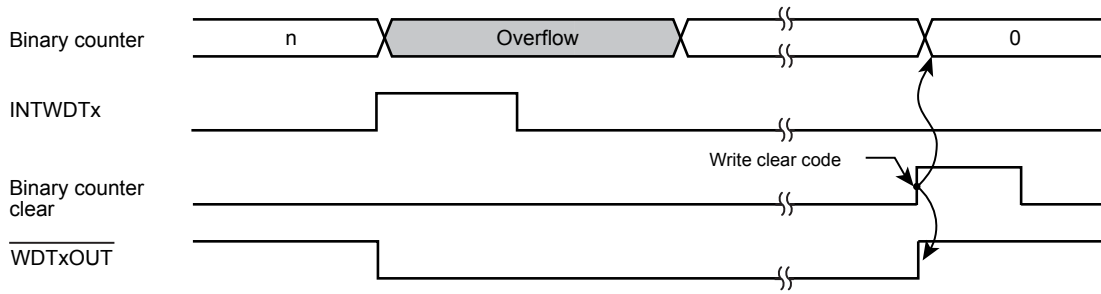 Binary counter n Overflow 0
INTWDTx
Write clear code
Binary counter
clear
WDTxOUT